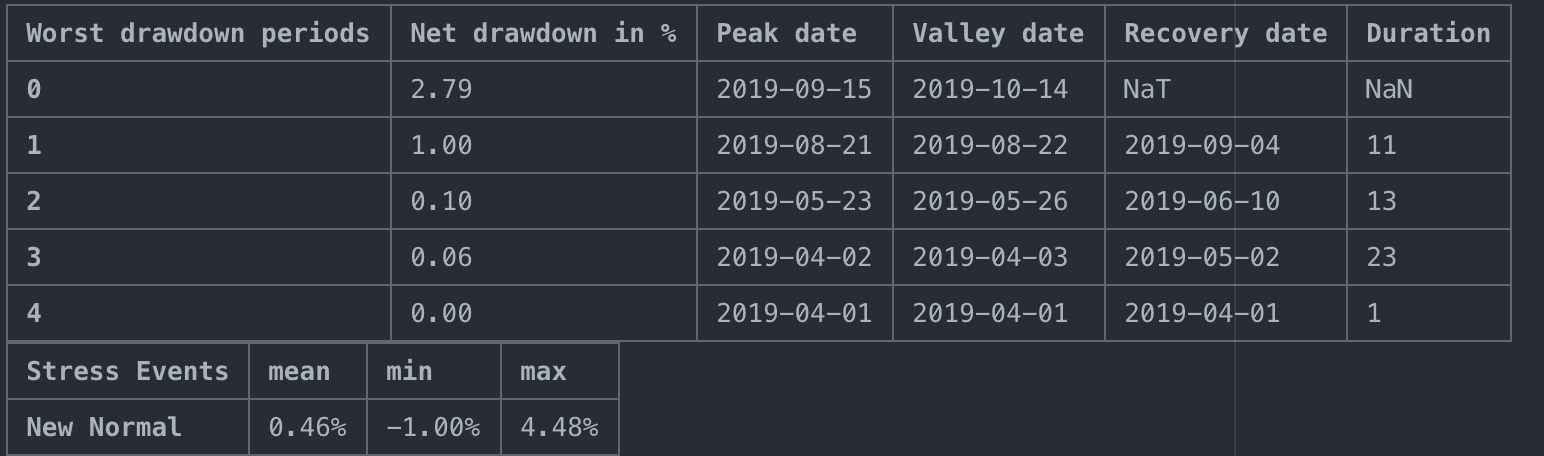 Worst drawdown periods Net drawdown in % Peak date Valley date Recovery date Duration
0 2.79 2019-09-15 2019-10-14 NaT NaN
1 1.00 2019-08-21 2019-08-22 2019-09-04 11
2 0.10 2019-05-23 2019-05-26 2019-06-10 13
3 0.06 2019-04-02 2019-04-03 2019-05-02 23
4 0.00 2019-04-01 2019-04-01 2019-04-01 1
Stress Events mean min max
New Normal 0.46% -1.00% 4.48%